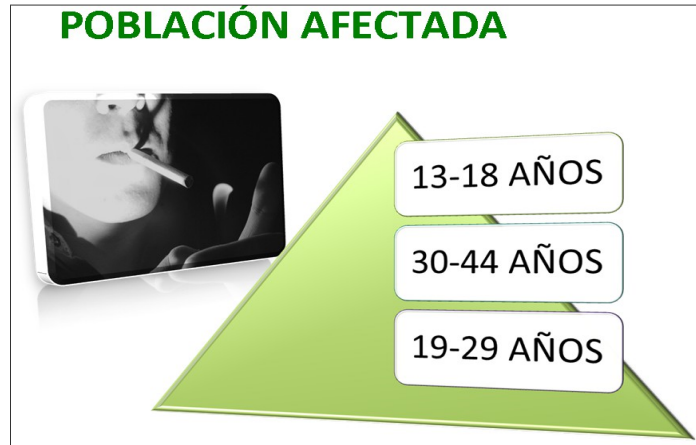 POBLACIÓN AFECTADA
13-18 AÑOS
30-44 AÑOS
19-29 AÑOS